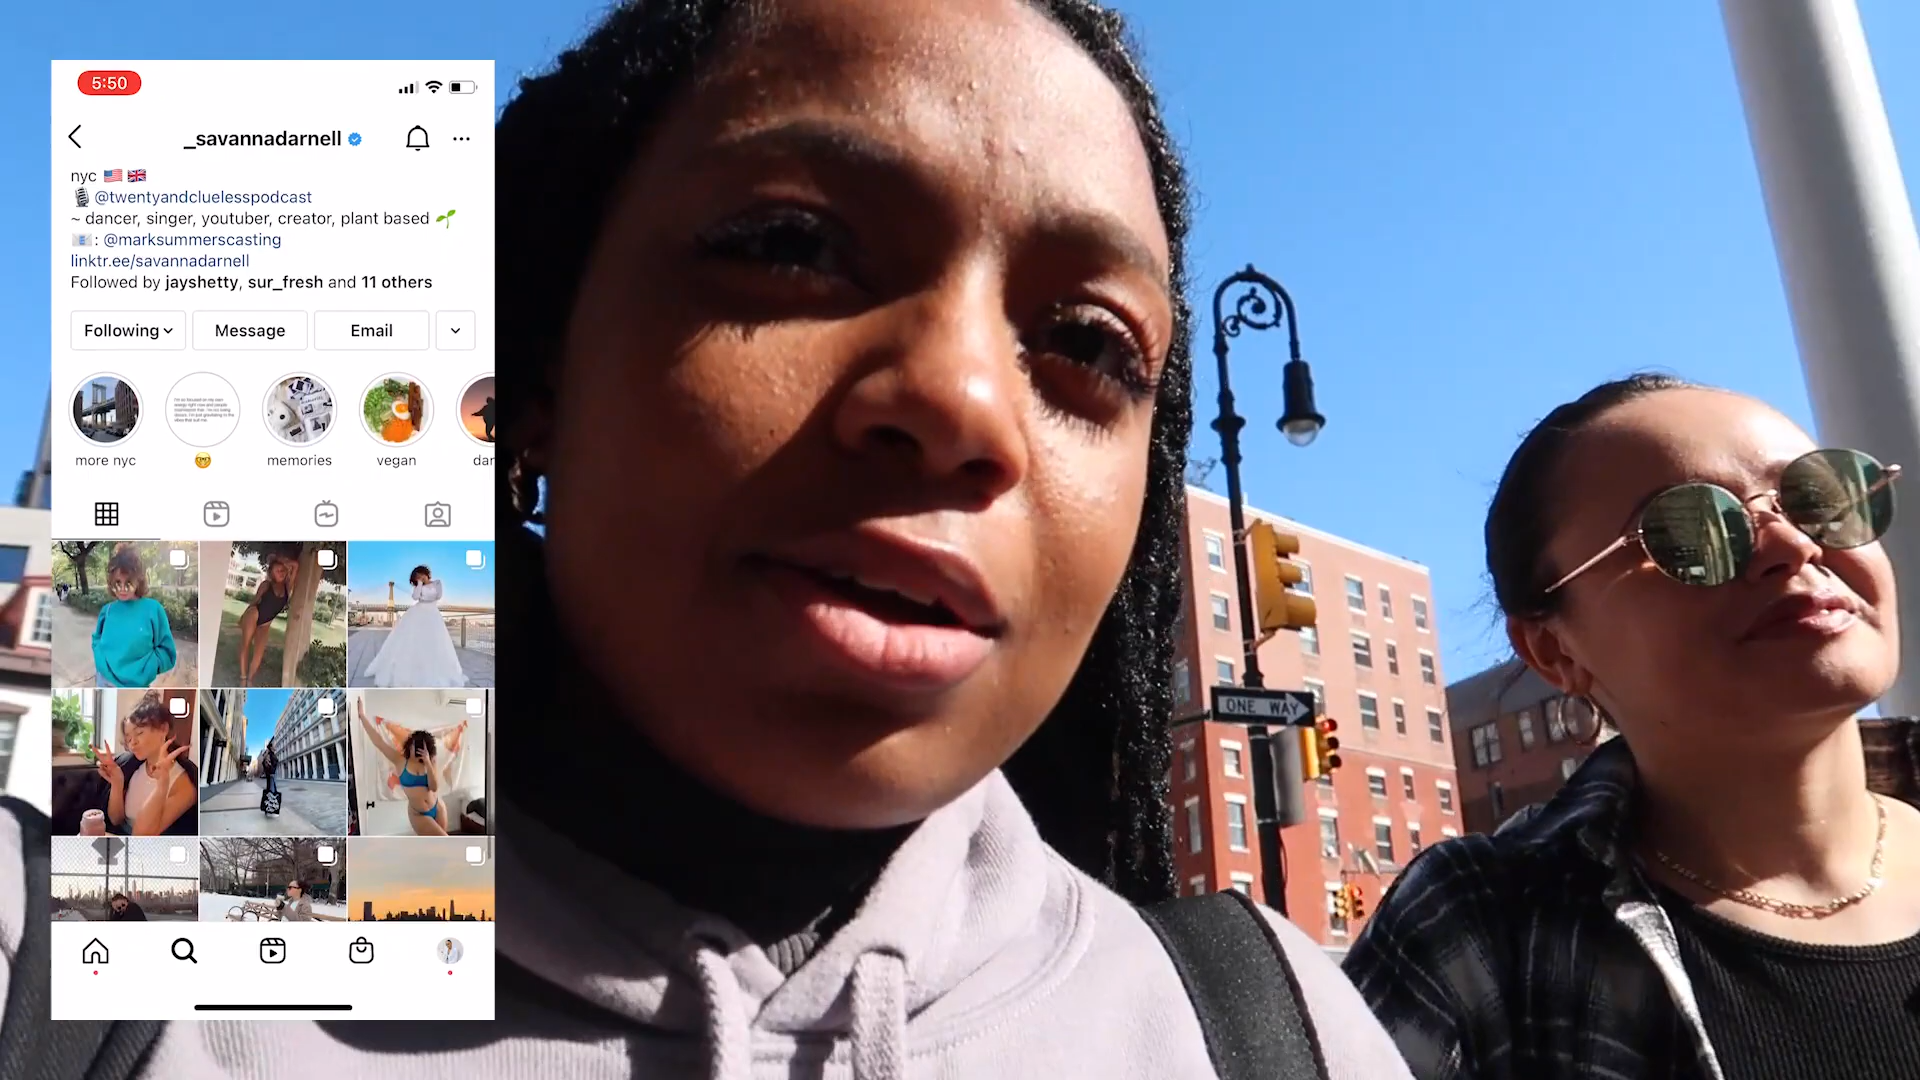 5:50
_savannadarnell
nyc 🇺🇸 🇬🇧
🎙️ @twentyandcluelesspodcast
~ dancer, singer, youtuber, creator, plant based 🌱
📧: @marksummerscasting
linktr.ee/savannadarnell
Followed by jayshetty, sur_fresh and 11 others
Following Message Email
more nyc 🤓 memories vegan dan
ONE WAY